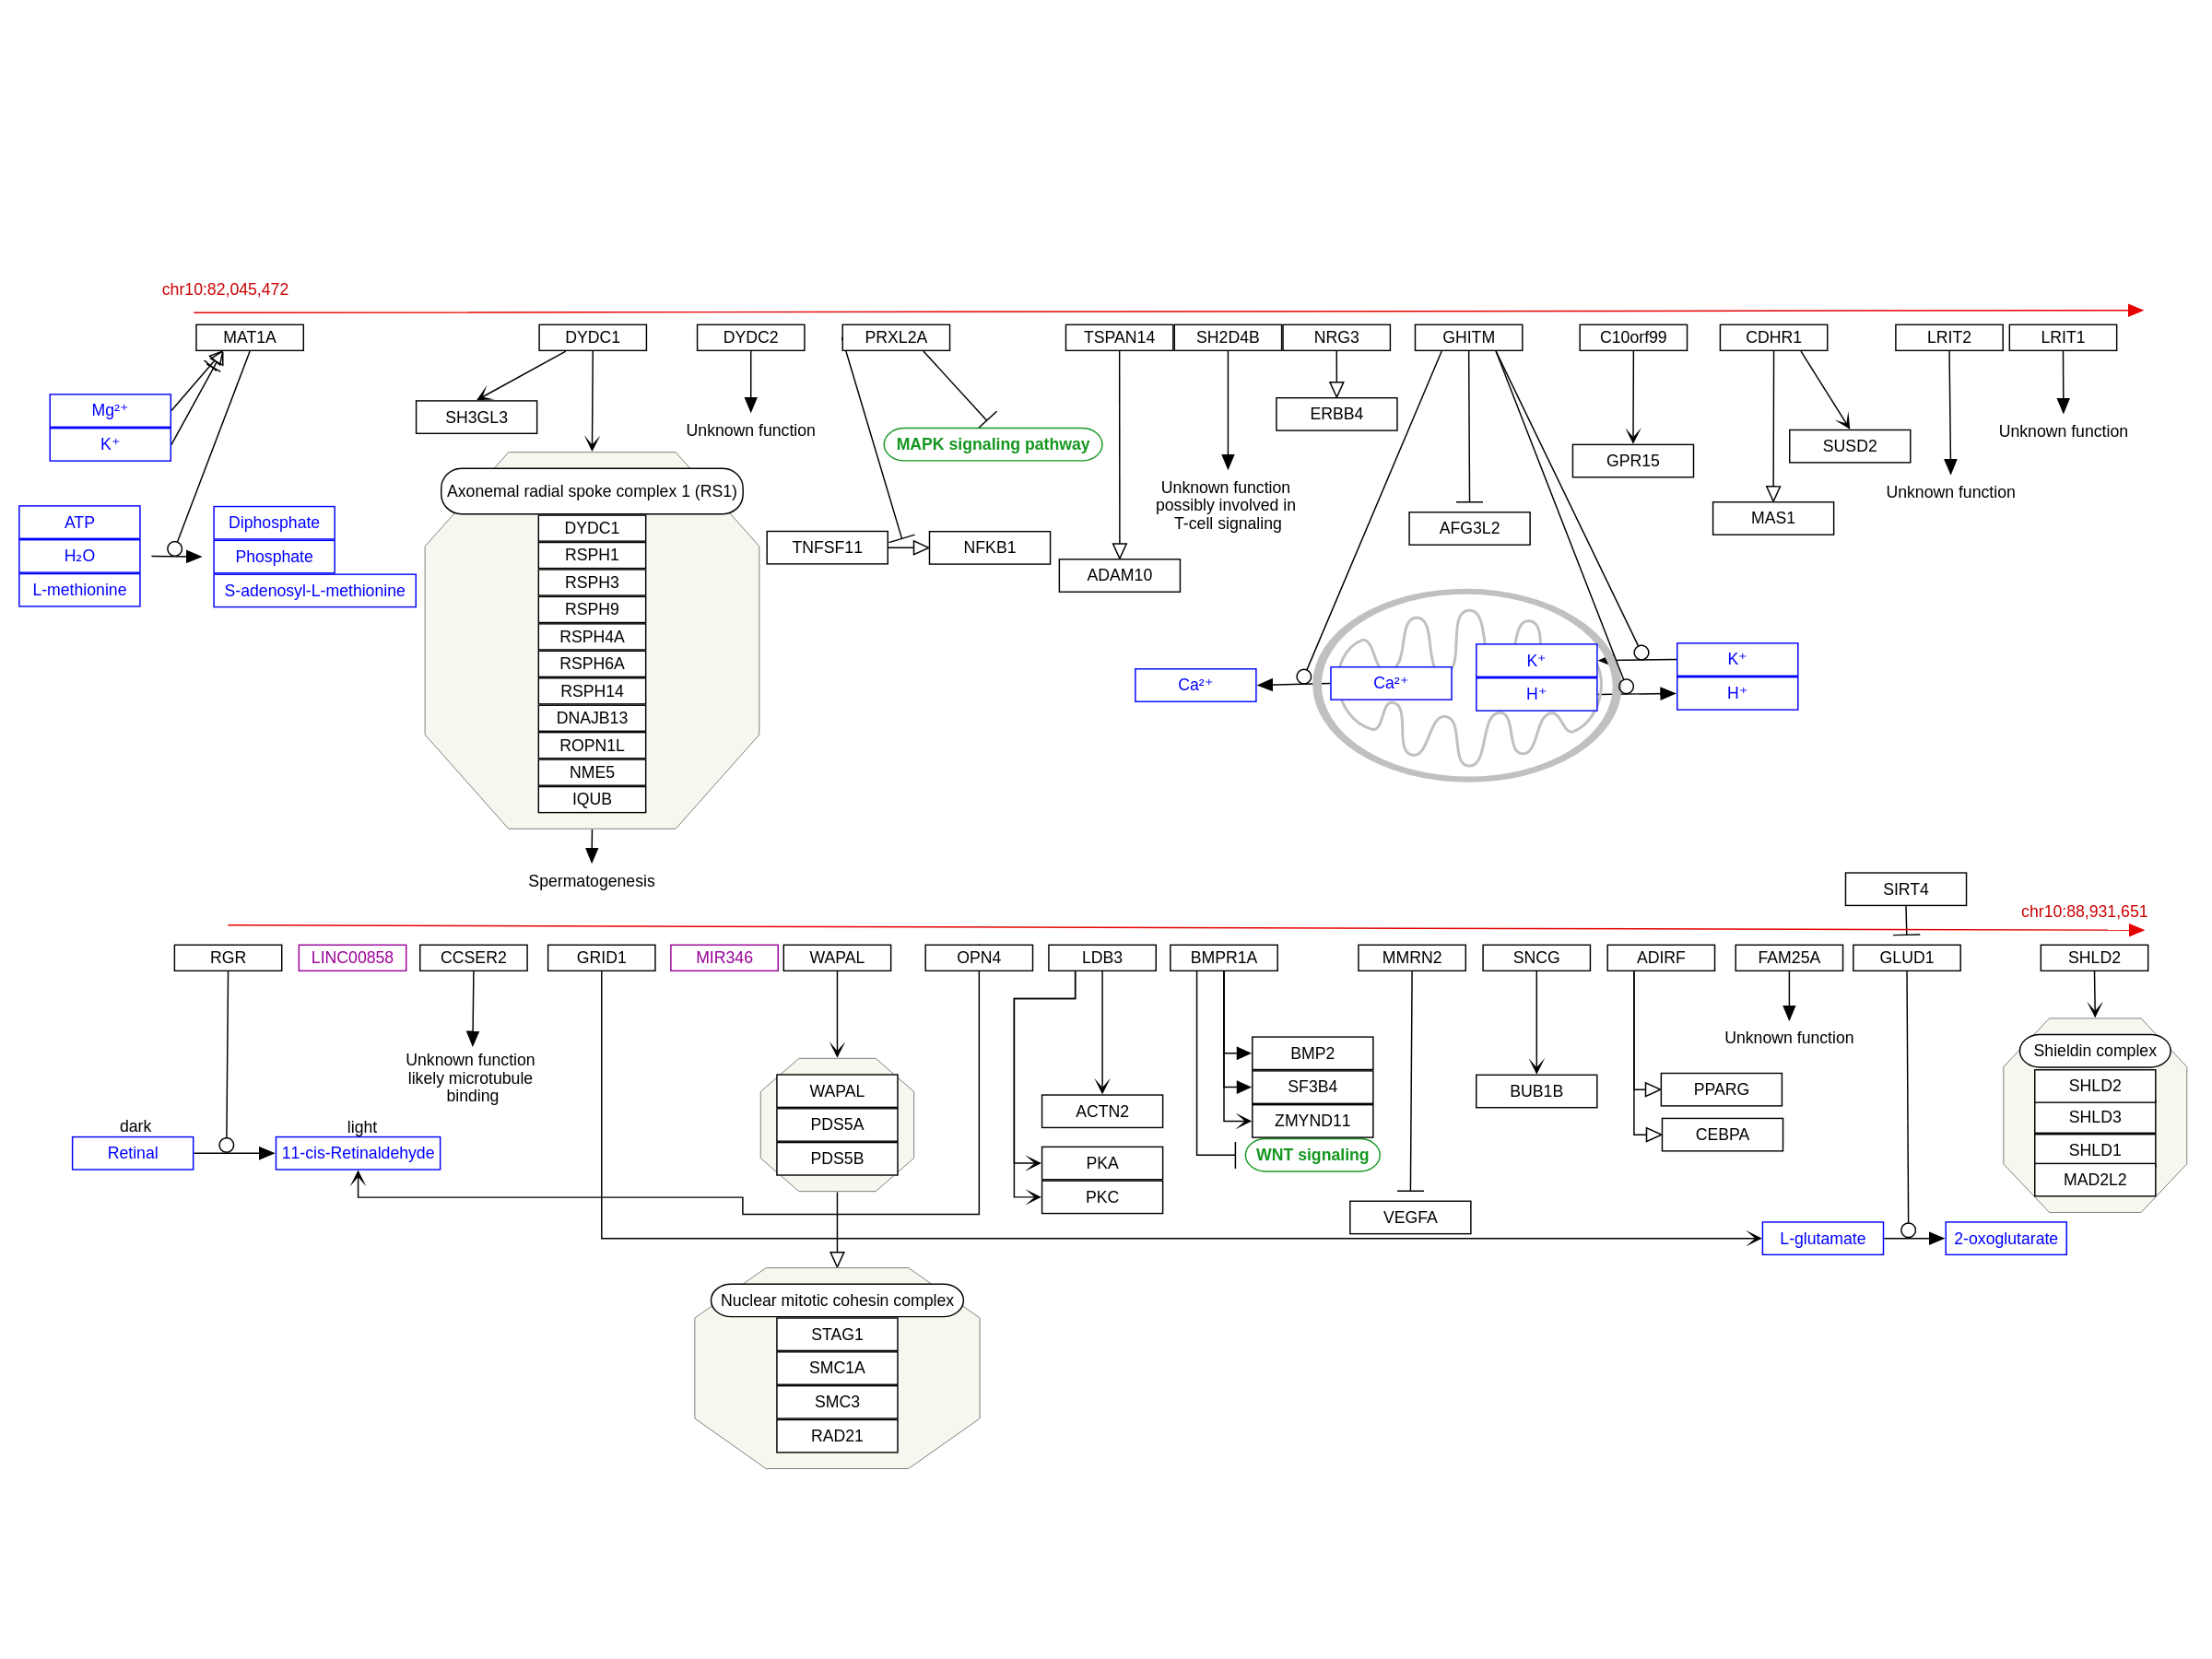 chr10:82,045,472
MAT1A
DYDC1
DYDC2
PRXL2A
TSPAN14
SH2D4B
NRG3
GHITM
C10orf99
CDHR1
LRIT2
LRIT1
Mg²⁺
K⁺
SH3GL3
Unknown function
MAPK signaling pathway
ERBB4
GPR15
SUSD2
Unknown function
Unknown function
Unknown function
possibly involved in
T-cell signaling
AFG3L2
MAS1
ATP
H₂O
L-methionine
Diphosphate
Phosphate
S-adenosyl-L-methionine
Axonemal radial spoke complex 1 (RS1)
DYDC1
RSPH1
RSPH3
RSPH9
RSPH4A
RSPH6A
RSPH14
DNAJB13
ROPN1L
NME5
IQUB
Spermatogenesis
TNFSF11
NFKB1
ADAM10
Ca²⁺
Ca²⁺
K⁺
H⁺
K⁺
H⁺
SIRT4
chr10:88,931,651
RGR
LINC00858
CCSER2
GRID1
MIR346
WAPAL
OPN4
LDB3
BMPR1A
MMRN2
SNCG
ADIRF
FAM25A
GLUD1
SHLD2
Unknown function
likely microtubule
binding
WAPAL
PDS5A
PDS5B
ACTN2
PKA
PKC
BMP2
SF3B4
ZMYND11
WNT signaling
VEGFA
BUB1B
PPARG
CEBPA
Unknown function
Shieldin complex
SHLD2
SHLD3
SHLD1
MAD2L2
dark
Retinal
light
11-cis-Retinaldehyde
L-glutamate
2-oxoglutarate
Nuclear mitotic cohesin complex
STAG1
SMC1A
SMC3
RAD21